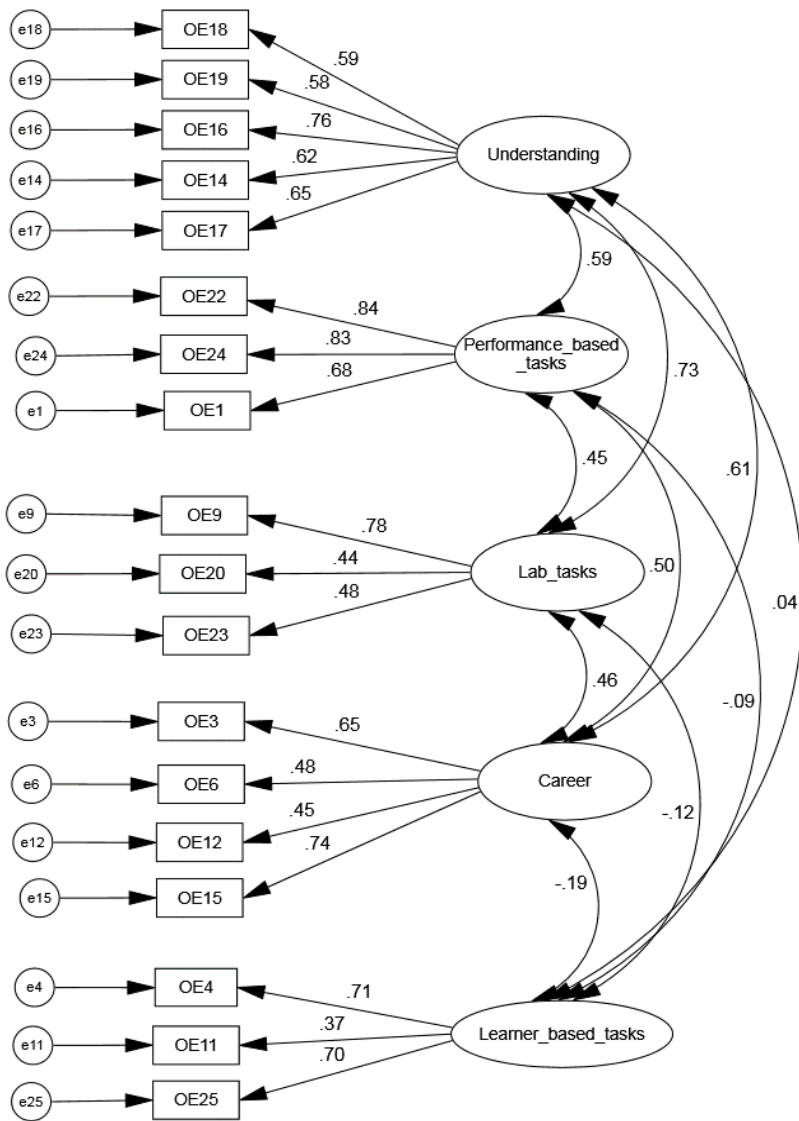 e18
OE18
.59
e19
OE19
.58
e16
OE16
.76
Understanding
e14
OE14
.62
e17
OE17
.65
.59
e22
OE22
.84
e24
OE24
.83
Performance_based
_tasks
.73
e1
OE1
.68
.45
.61
e9
OE9
.78
e20
OE20
.44
Lab_tasks
.50
.04
e23
OE23
.48
.46
-.09
e3
OE3
.65
e6
OE6
.48
Career
e12
OE12
.45
-.12
e15
OE15
.74
-.19
e4
OE4
.71
e11
OE11
.37
Learner_based_tasks
e25
OE25
.70